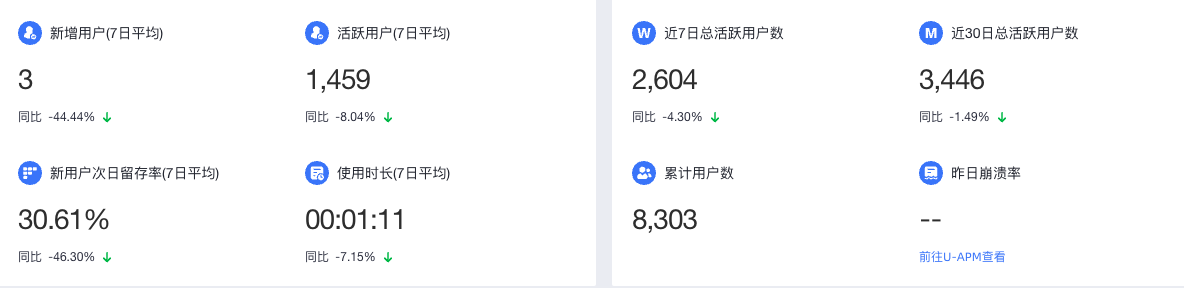 新增用户(7日平均)
3
同比 -44.44%
活跃用户(7日平均)
1,459
同比 -8.04%
新用户次日留存率(7日平均)
30.61%
同比 -46.30%
使用时长(7日平均)
00:01:11
同比 -7.15%
W 近7日总活跃用户数
2,604
同比 -4.30%
M 近30日总活跃用户数
3,446
同比 -1.49%
累计用户数
8,303
昨日崩溃率
--
前往U-APM查看